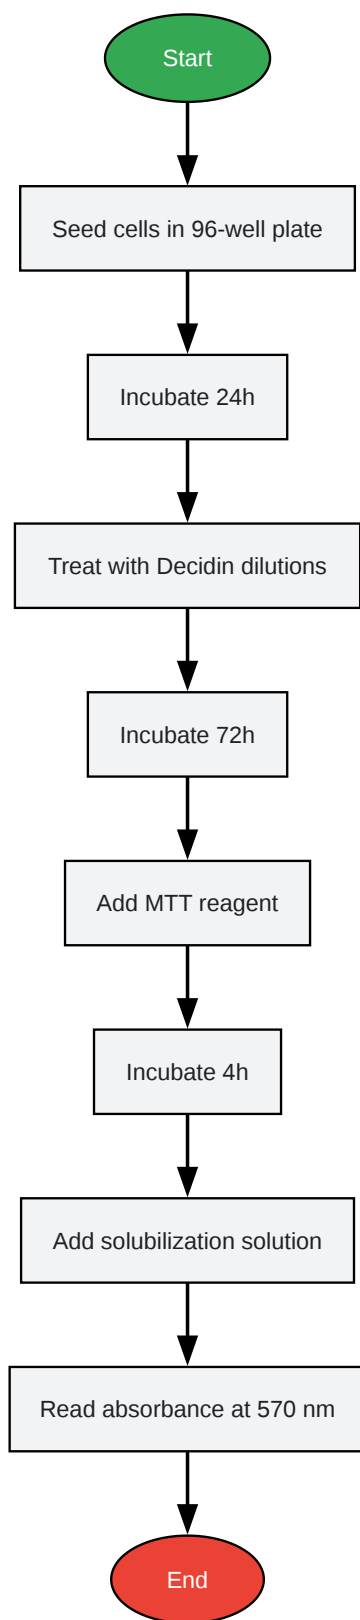 Start
Seed cells in 96-well plate
Incubate 24h
Treat with Decidin dilutions
Incubate 72h
Add MTT reagent
Incubate 4h
Add solubilization solution
Read absorbance at 570 nm
End